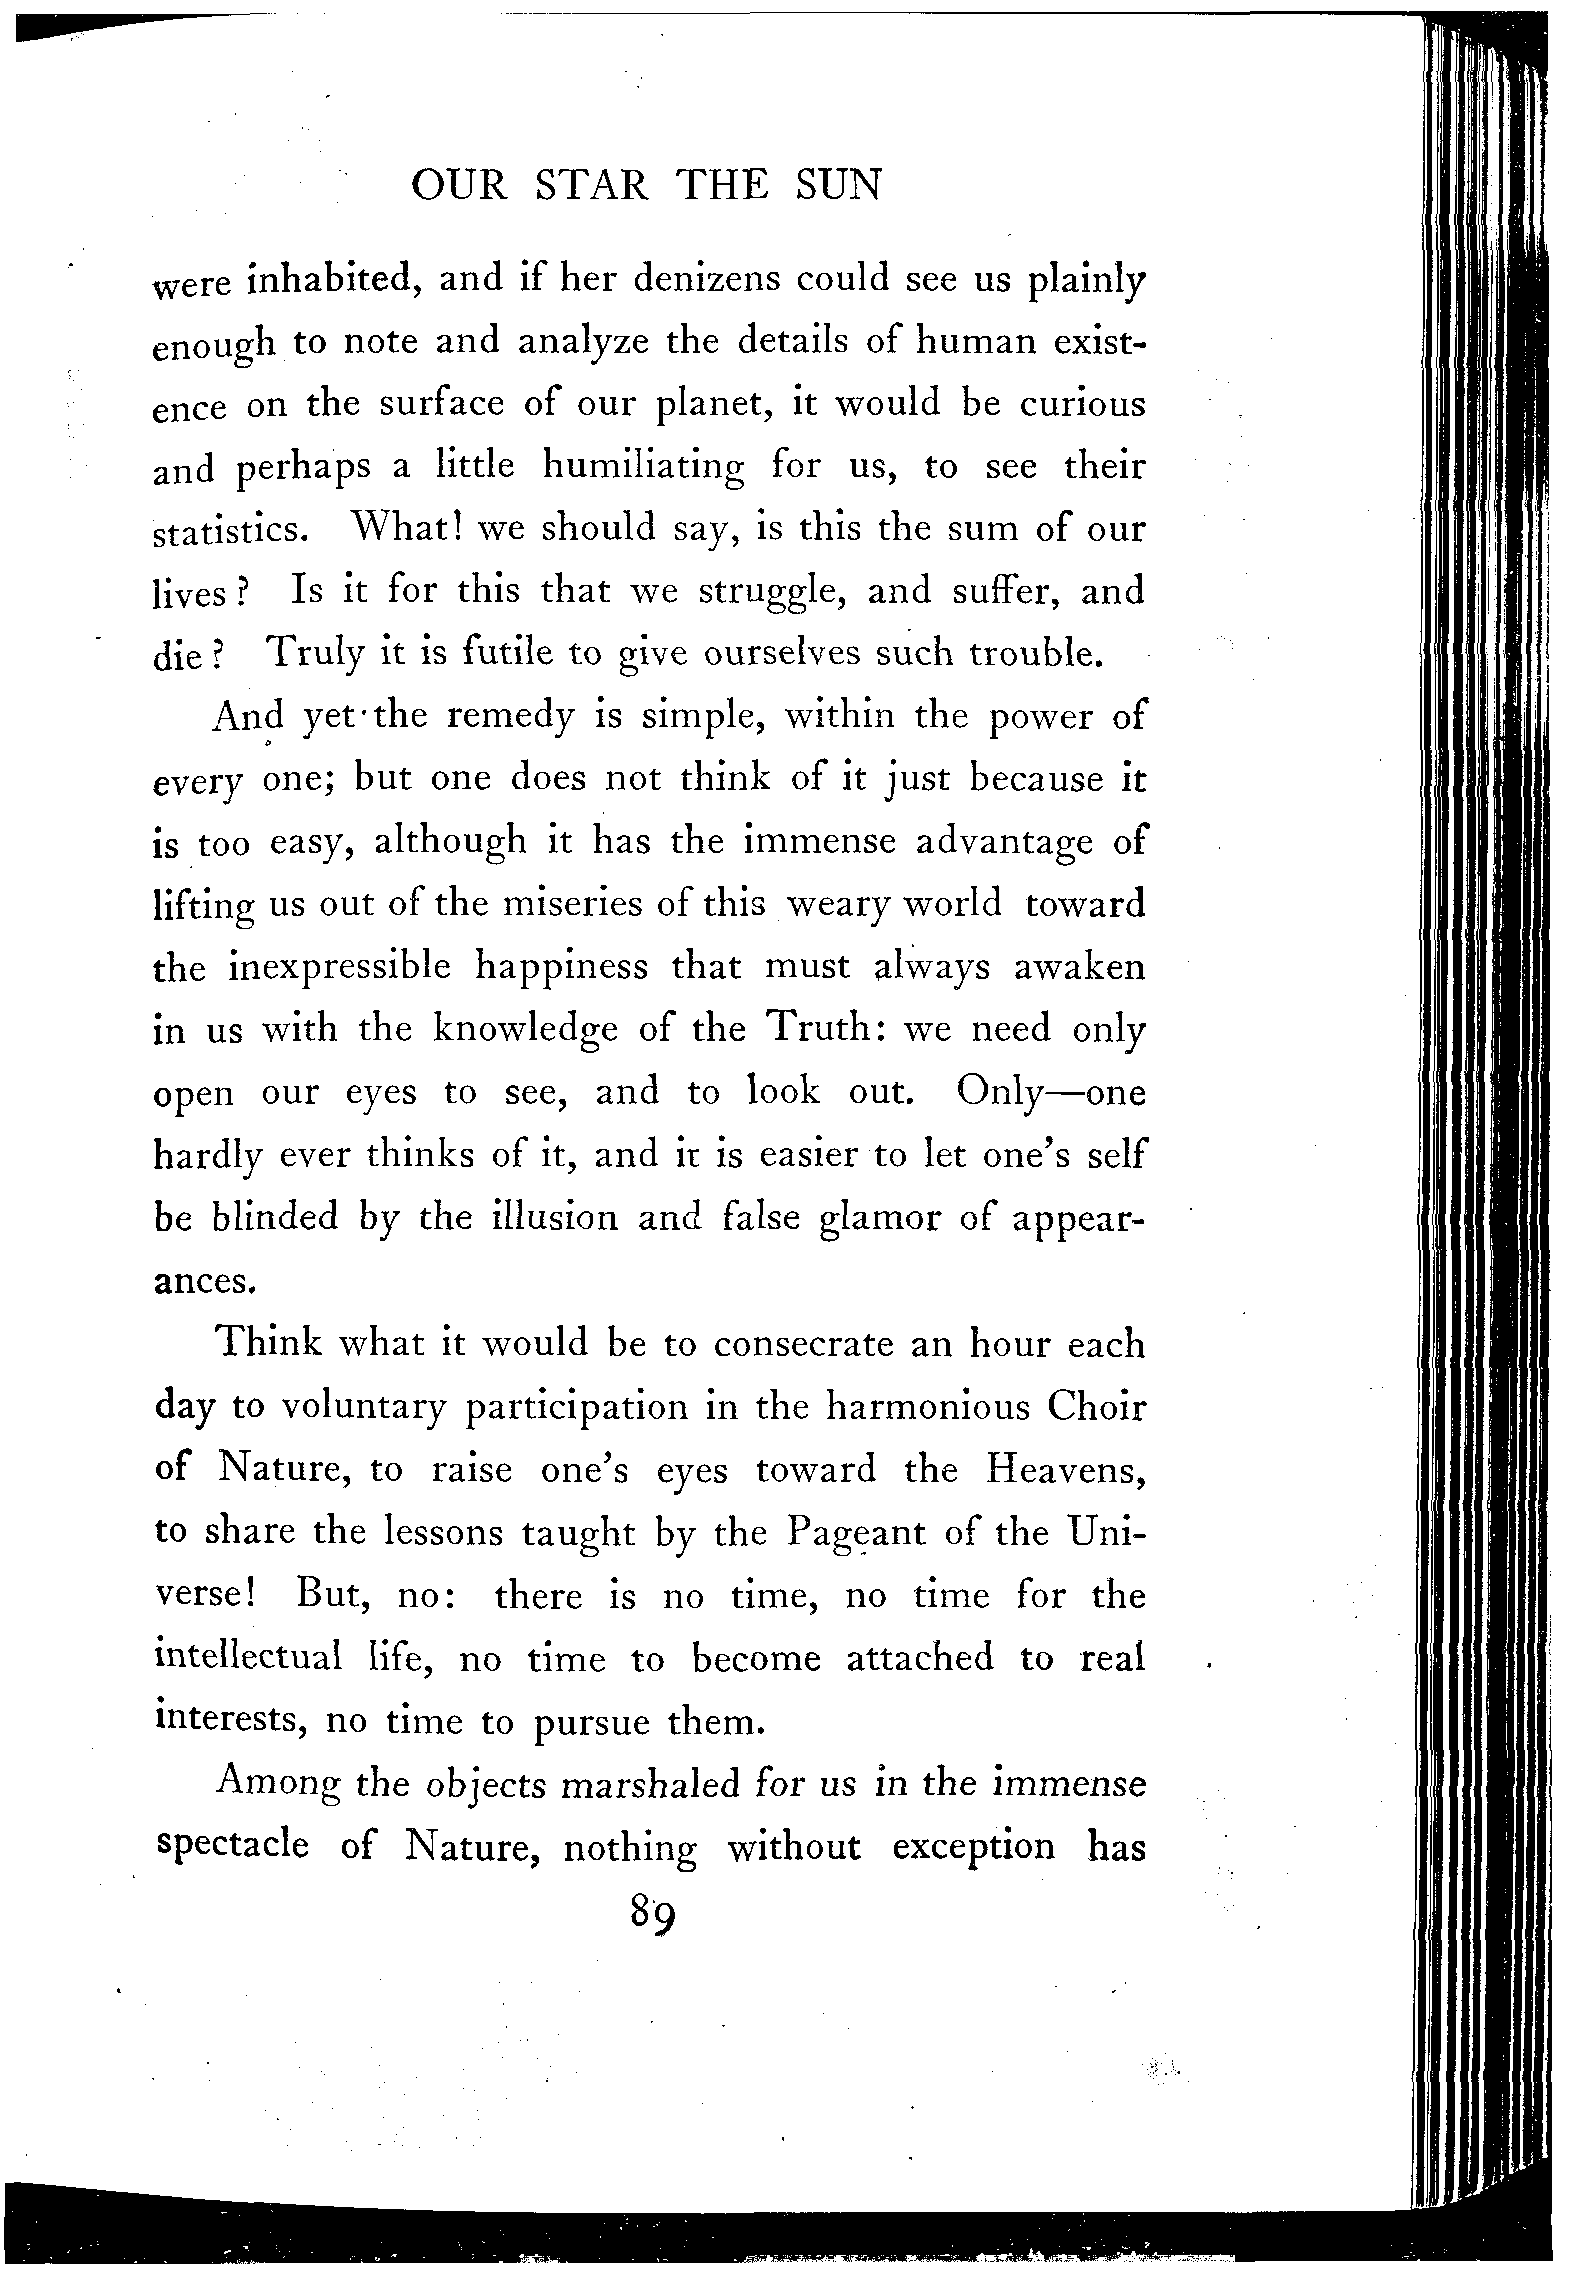 OUR STAR THE SUN
were inhabited, and if her denizens could see us plainly
enough to note and analyze the details of human exist-
ence on the surface of our planet, it would be curious
and perhaps a little humiliating for us, to see their
statistics. What! we should say, is this the sum of our
lives? Is it for this that we struggle, and suffer, and
die? Truly it is futile to give ourselves such trouble.
And yet the remedy is simple, within the power of
every one; but one does not think of it just because it
is too easy, although it has the immense advantage of
lifting us out of the miseries of this weary world toward
the inexpressible happiness that must always awaken
in us with the knowledge of the Truth: we need only
open our eyes to see, and to look out. Only—one
hardly ever thinks of it, and it is easier to let one's self
be blinded by the illusion and false glamor of appear-
ances.
Think what it would be to consecrate an hour each
day to voluntary participation in the harmonious Choir
of Nature, to raise one's eyes toward the Heavens,
to share the lessons taught by the Pageant of the Uni-
verse! But, no: there is no time, no time for the
intellectual life, no time to become attached to real
interests, no time to pursue them.
Among the objects marshaled for us in the immense
spectacle of Nature, nothing without exception has
89